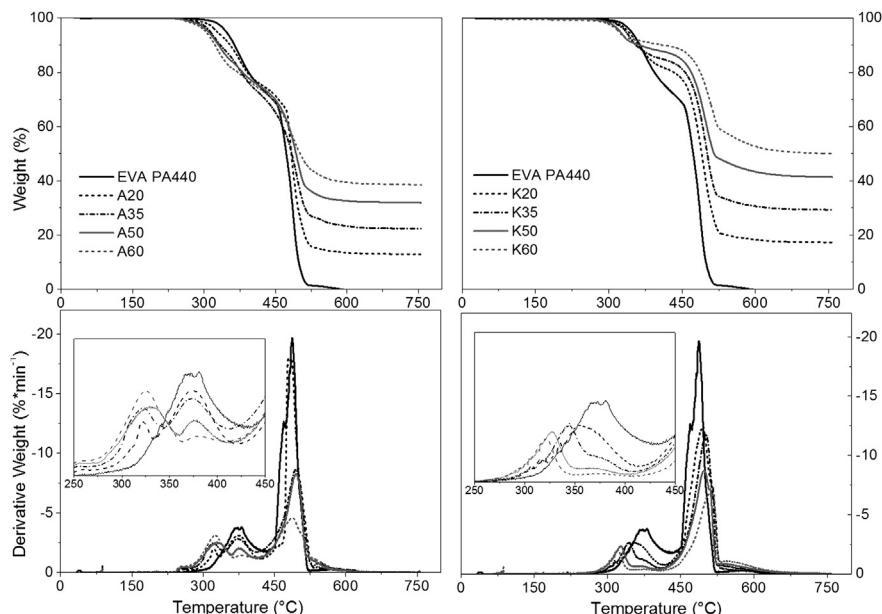 100
80
60
40
20
0
Weight (%)
EVA PA440
A20
A35
A50
A60
0 150 300 450 600 750
EVA PA440
K20
K35
K50
K60
0 150 300 450 600 750
100
80
60
40
20
0
-20
-15
-10
-5
0
Derivative Weight (%*min⁻¹)
250 300 350 400 450
0 150 300 450 600 750
Temperature (°C)
250 300 350 400 450
0 150 300 450 600 750
Temperature (°C)
-20
-15
-10
-5
0